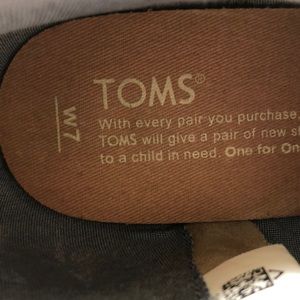 TOMS®
W7
With every pair you purchase,
TOMS will give a pair of new
to a child in need. One for One